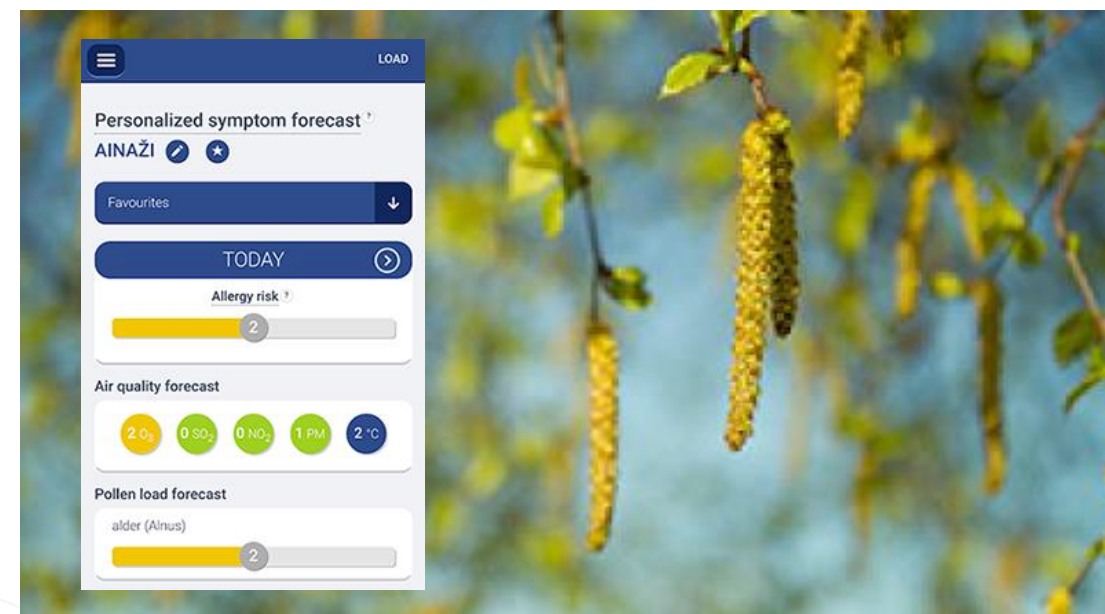 LOAD
Personalized symptom forecast ?
AINAŽI
Favourites
TODAY
Allergy risk ?
2
Air quality forecast
2 O₃ 0 SO₂ 0 NO₂ 1 PM 2 °C
Pollen load forecast
alder (Alnus)
2